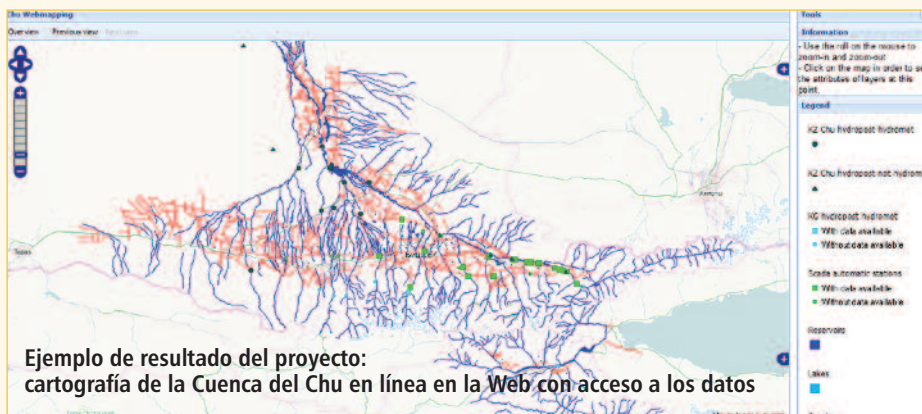 Chu Webmapping
Overview Previous view Next view
Tools
Information
- Use the roll on the mouse to
zoom-in and zoom-out
- Click on the map in order to se
the attributes of layers at this
point.
Legend
KZ Chu hydropost hydromet
KZ Chu hydropost not hydrom
KG hydropost hydromet
With data available
Without data available
Scada automatic stations
With data available
Without data available
Reservoirs
Lakes
Ejemplo de resultado del proyecto:
cartografía de la Cuenca del Chu en línea en la Web con acceso a los datos